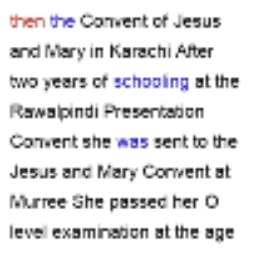 then the Convent of Jesus
and Mary in Karachi After
two years of schooling at the
Rawalpindi Presentation
Convent she was sent to the
Jesus and Mary Convent at
Murree She passed her O
level examination at the age